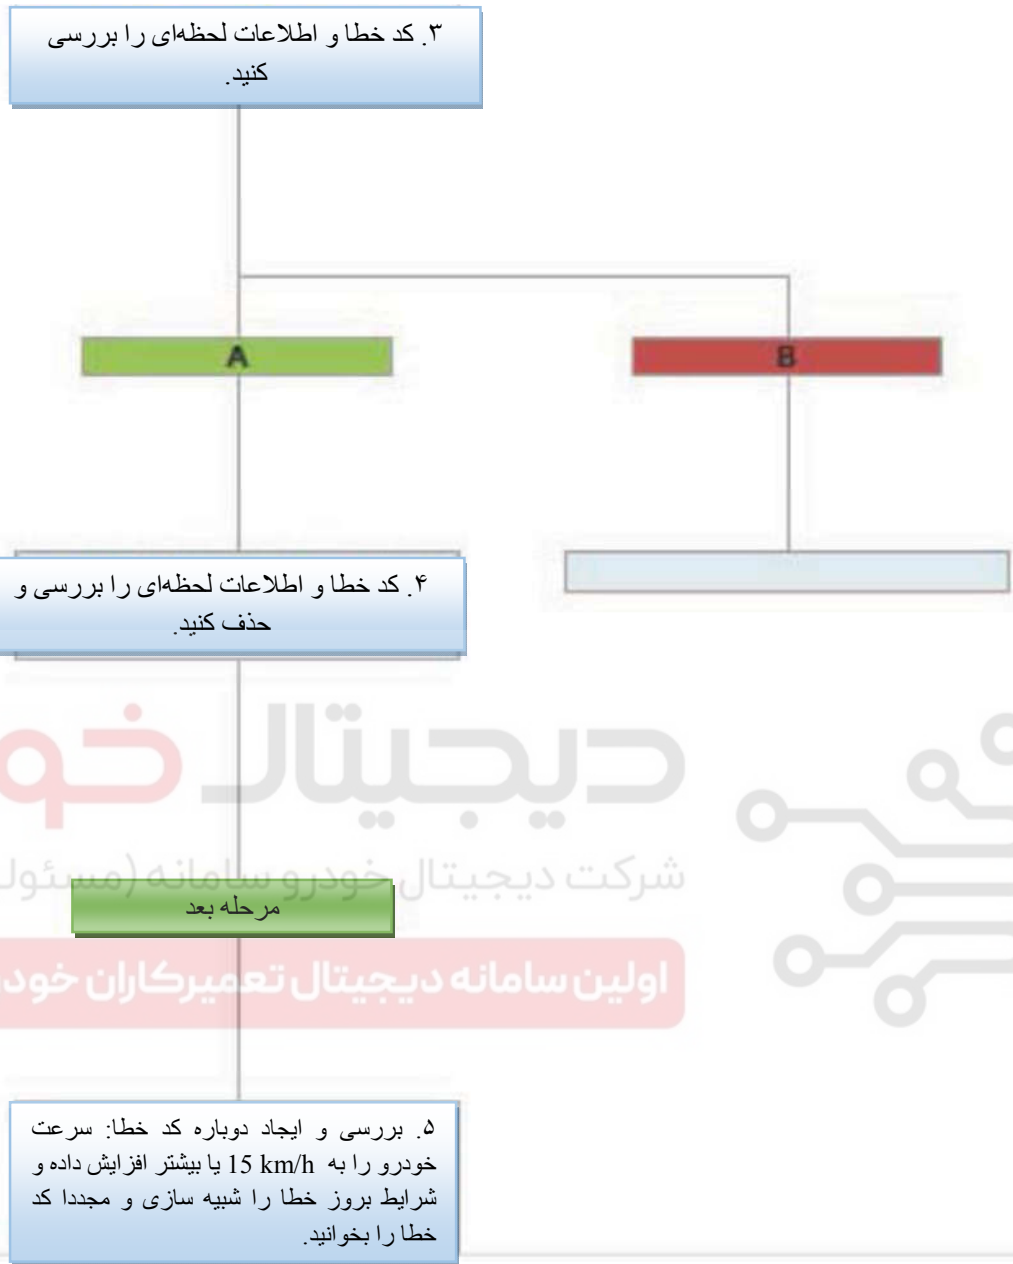 ۳. کد خطا و اطلاعات لحظه‌ای را بررسی
کنید.
A
B
۴. کد خطا و اطلاعات لحظه‌ای را بررسی و
حذف کنید.
دیجیتال خو
شرکت دیجیتال خودرو سامانه (مسئول
مرحله بعد
اولین سامانه دیجیتال تعمیرکاران خودر
۵. بررسی و ایجاد دوباره کد خطا: سرعت
خودرو را به 15 km/h یا بیشتر افزایش داده و
شرایط بروز خطا را شبیه سازی و مجددا کد
خطا را بخوانید.